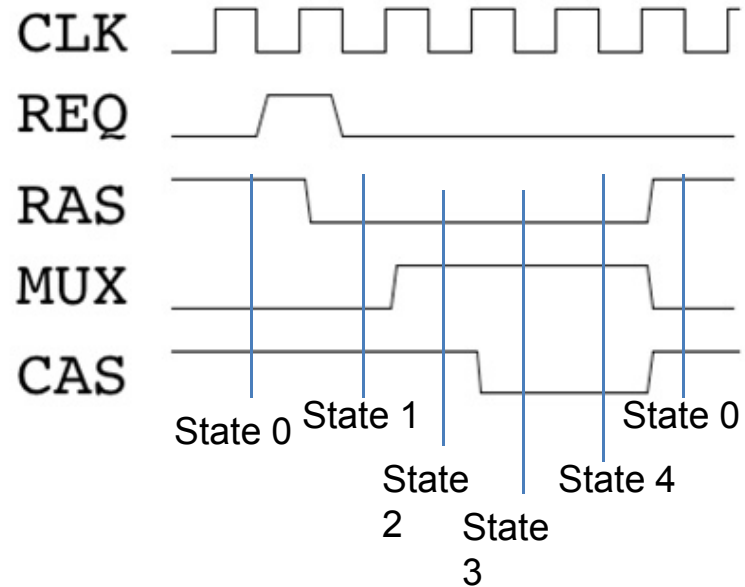 CLK
REQ
RAS
MUX
CAS
State 0
State 1
State
2
State
3
State 4
State 0